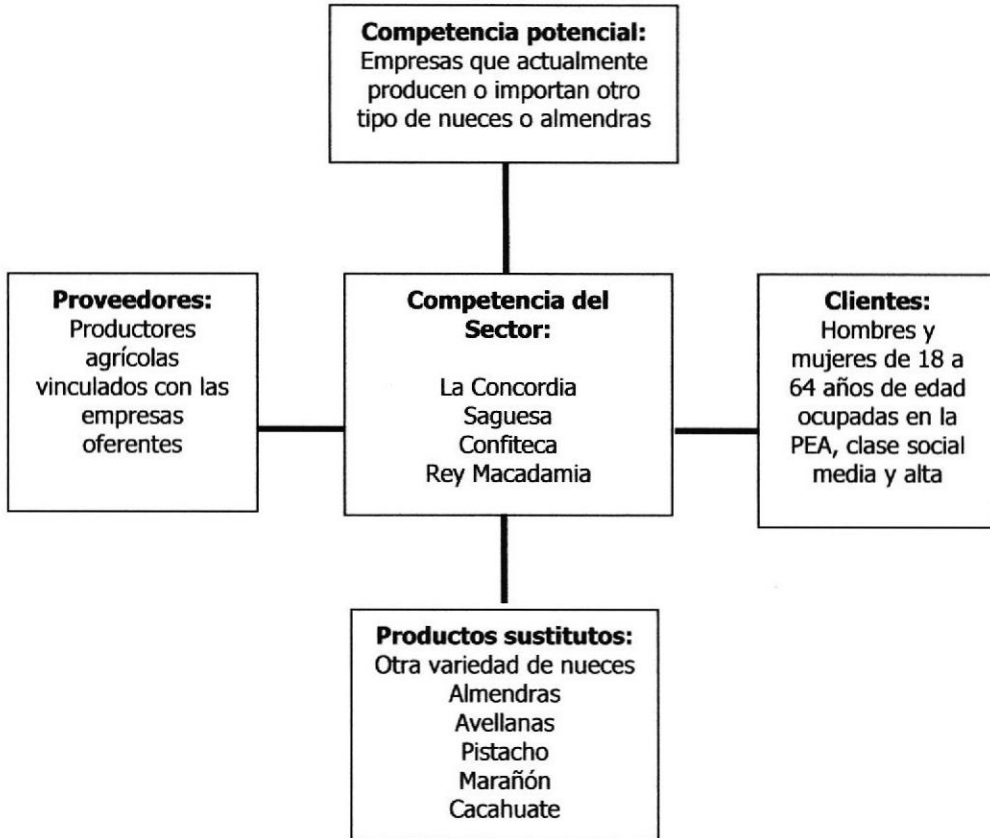 Competencia potencial:
Empresas que actualmente
producen o importan otro
tipo de nueces o almendras
Proveedores:
Productores
agrícolas
vinculados con las
empresas
oferentes
Competencia del
Sector:
La Concordia
Saguesa
Confiteca
Rey Macadamia
Clientes:
Hombres y
mujeres de 18 a
64 años de edad
ocupadas en la
PEA, clase social
media y alta
Productos sustitutos:
Otra variedad de nueces
Almendras
Avellanas
Pistacho
Marañón
Cacahuate